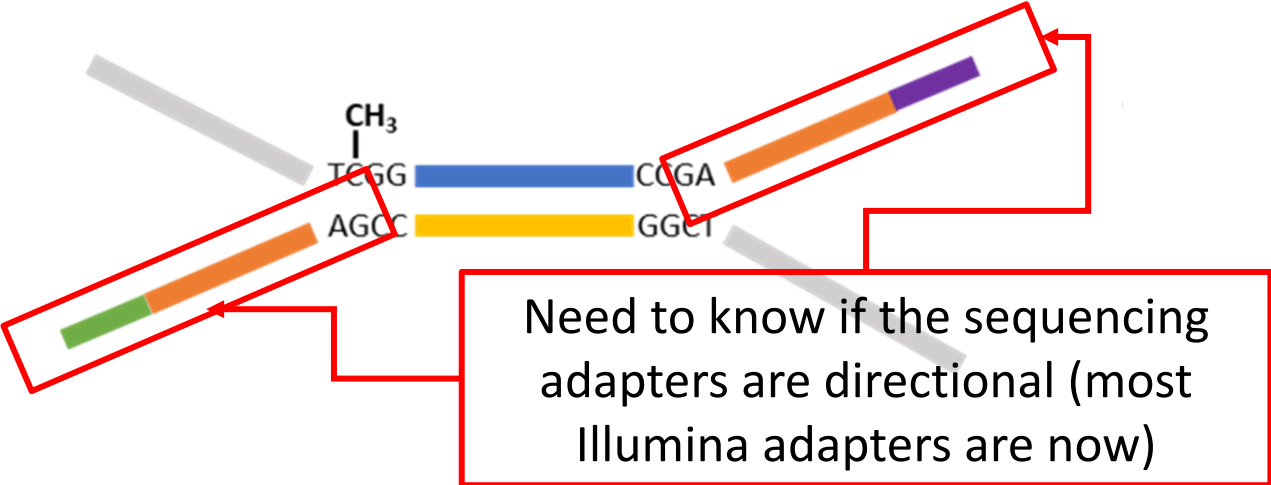 CH₃
TCGG CCGA
AGCC GGCT
Need to know if the sequencing
adapters are directional (most
Illumina adapters are now)